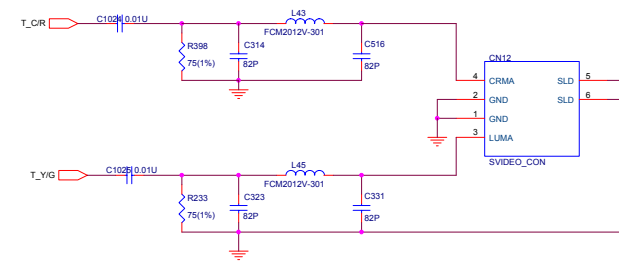 L43
T_C/R
C1024 0.01U
FCM2012V-301
R398
75(1%)
C314
82P
C516
82P
CN12
4 CRMA SLD 5
2 GND SLD 6
1 GND
3 LUMA
SVIDEO_CON
L45
T_Y/G
C1025 0.01U
FCM2012V-301
R233
75(1%)
C323
82P
C331
82P